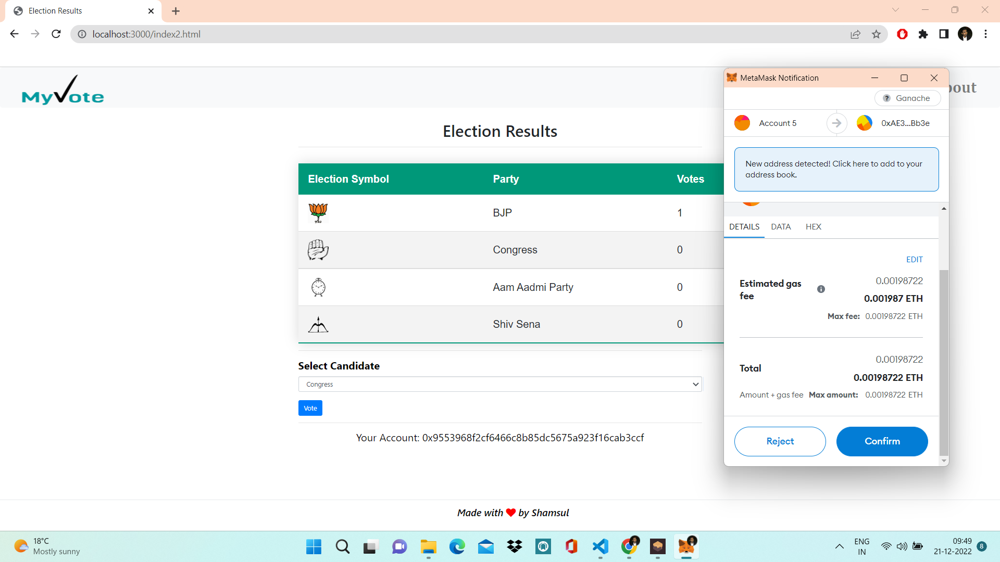 Election Results
localhost:3000/index2.html
MyVote
bout
Election Results
Election Symbol Party Votes
BJP 1
Congress 0
Aam Aadmi Party 0
Shiv Sena 0
Select Candidate
Congress
Vote
Your Account: 0x9553968f2cf6466c8b85dc5675a923f16cab3ccf
Made with ❤ by Shamsul
MetaMask Notification
? Ganache
Account 5 0xAE3...Bb3e
New address detected! Click here to add to your
address book.
DETAILS DATA HEX
EDIT
Estimated gas
fee
0.00198722
0.001987 ETH
Max fee: 0.00198722 ETH
Total
0.00198722
0.00198722 ETH
Amount + gas fee Max amount: 0.00198722 ETH
Reject Confirm
18°C
Mostly sunny
ENG
IN
09:49
21-12-2022
8